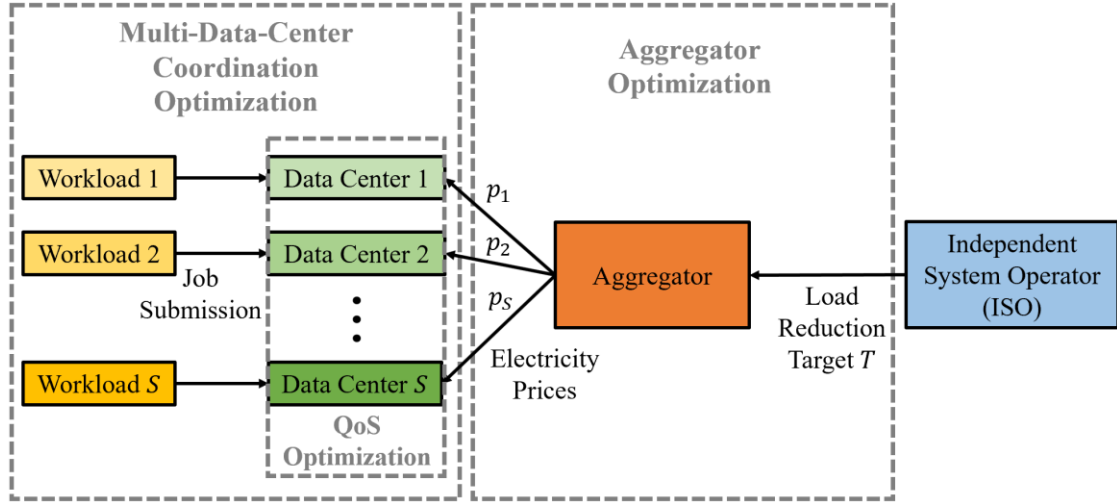 Multi-Data-Center
Coordination
Optimization
Aggregator
Optimization
Workload 1
Data Center 1
p₁
Workload 2
Data Center 2
p₂
Job
Submission
Aggregator
Independent
System Operator
(ISO)
Load
Reduction
Target T
p_S
Electricity
Prices
Workload S
Data Center S
QoS
Optimization